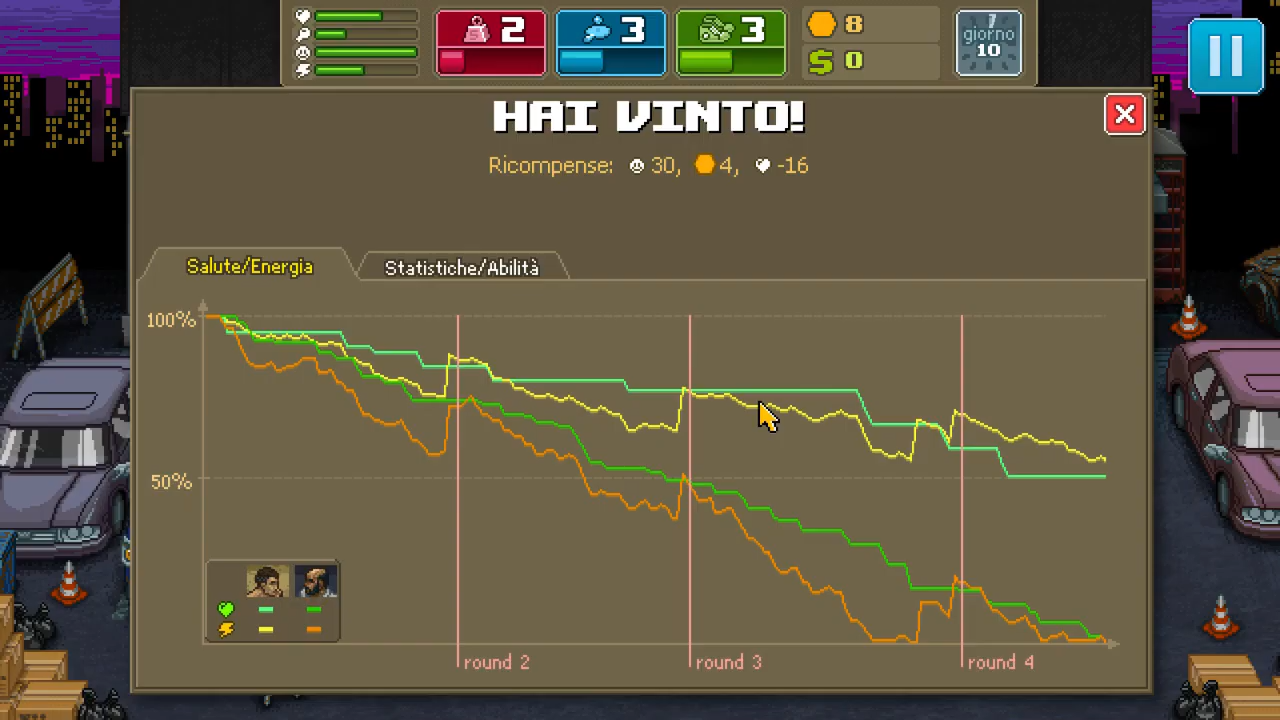 2
3
3
8
0
giorno
10
HAI VINTO!
Ricompense: 30, 4, -16
Salute/Energia
Statistiche/Abilità
100%
50%
round 2
round 3
round 4